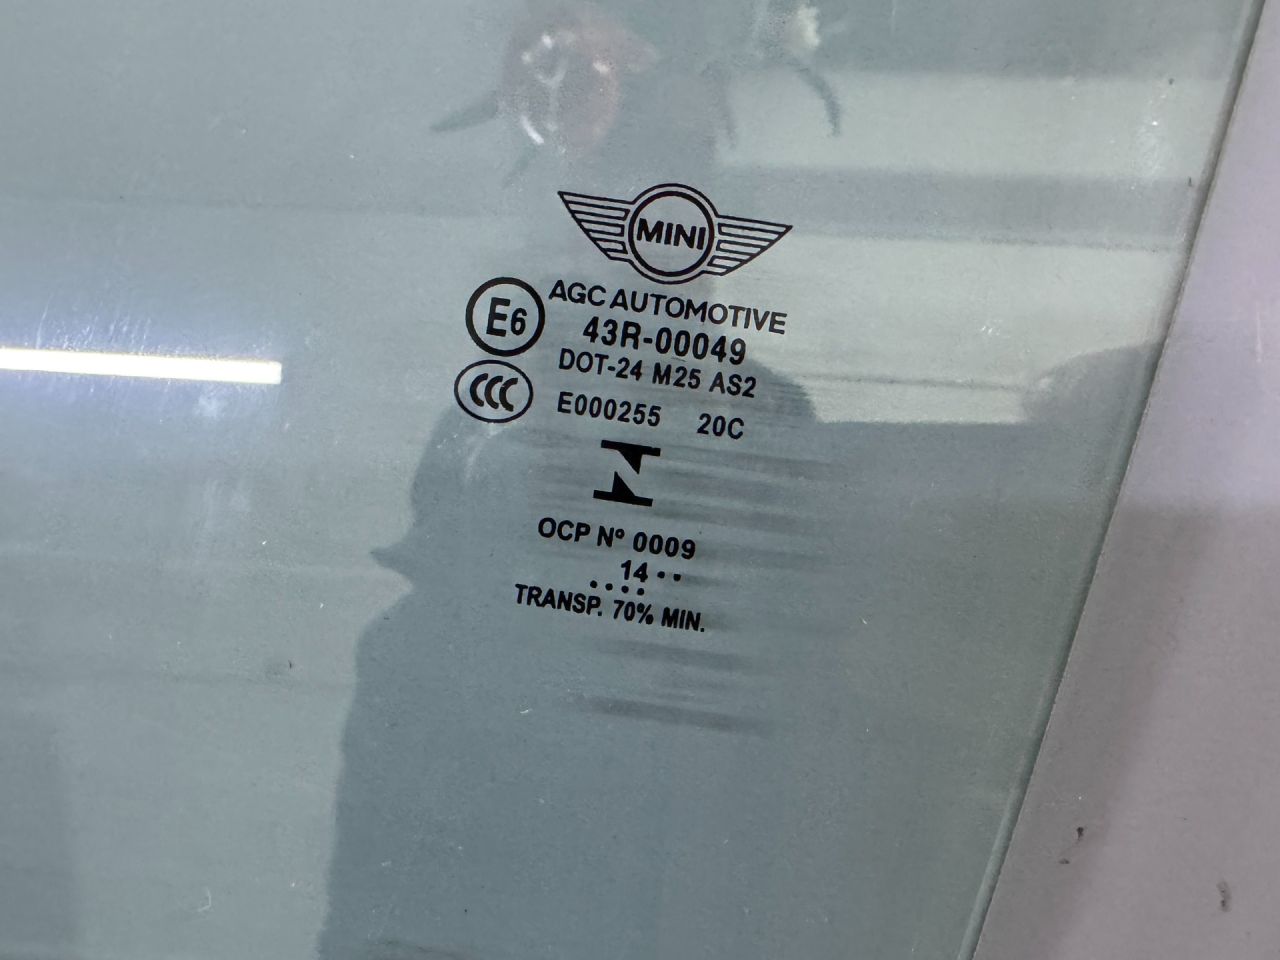 MINI
AGC AUTOMOTIVE
E6 43R-00049
DOT-24 M25 AS2
CCC E000255 20C
OCP Nº 0009
14 ..
....
TRANSP. 70% MIN.